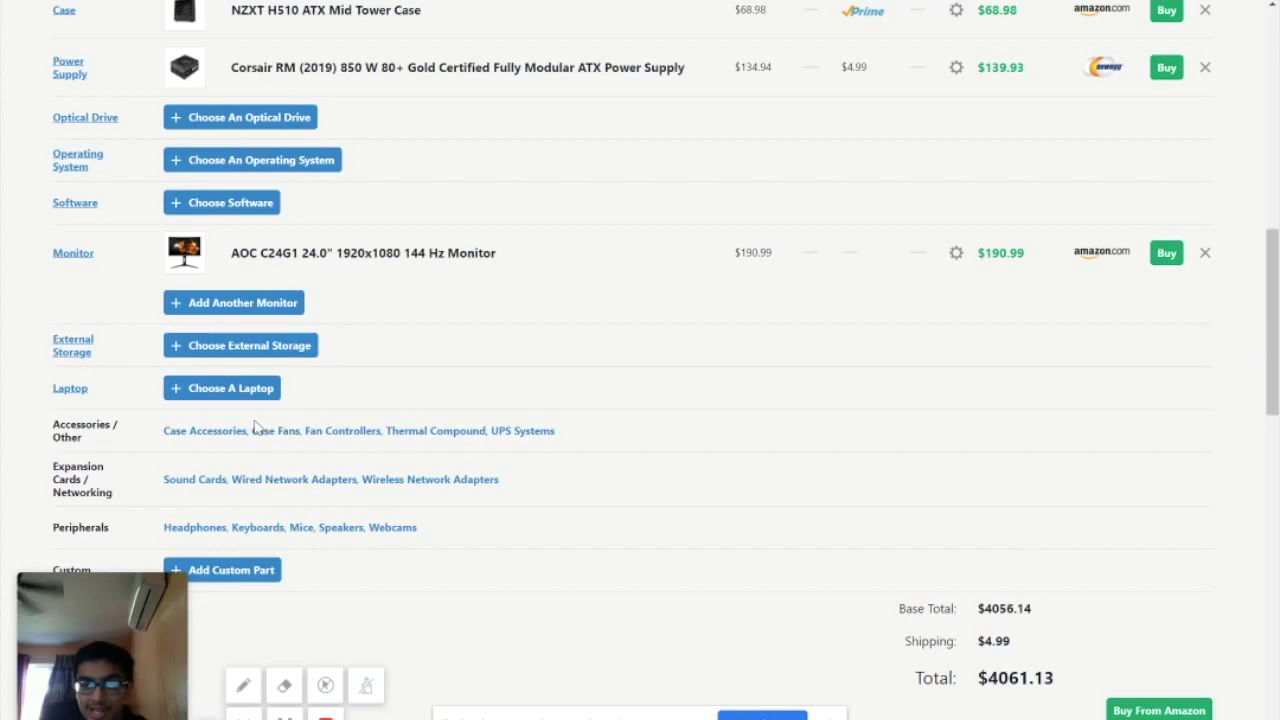 Case NZXT H510 ATX Mid Tower Case $68.98 Prime $68.98 amazon.com Buy
Power Supply Corsair RM (2019) 850 W 80+ Gold Certified Fully Modular ATX Power Supply $134.94 $4.99 $139.93 newegg Buy
Optical Drive + Choose An Optical Drive
Operating System + Choose An Operating System
Software + Choose Software
Monitor AOC C24G1 24.0" 1920x1080 144 Hz Monitor $190.99 $190.99 amazon.com Buy
+ Add Another Monitor
External Storage + Choose External Storage
Laptop + Choose A Laptop
Accessories / Other Case Accessories, Case Fans, Fan Controllers, Thermal Compound, UPS Systems
Expansion Cards / Networking Sound Cards, Wired Network Adapters, Wireless Network Adapters
Peripherals Headphones, Keyboards, Mice, Speakers, Webcams
Custom + Add Custom Part
Base Total: $4056.14
Shipping: $4.99
Total: $4061.13
Buy From Amazon